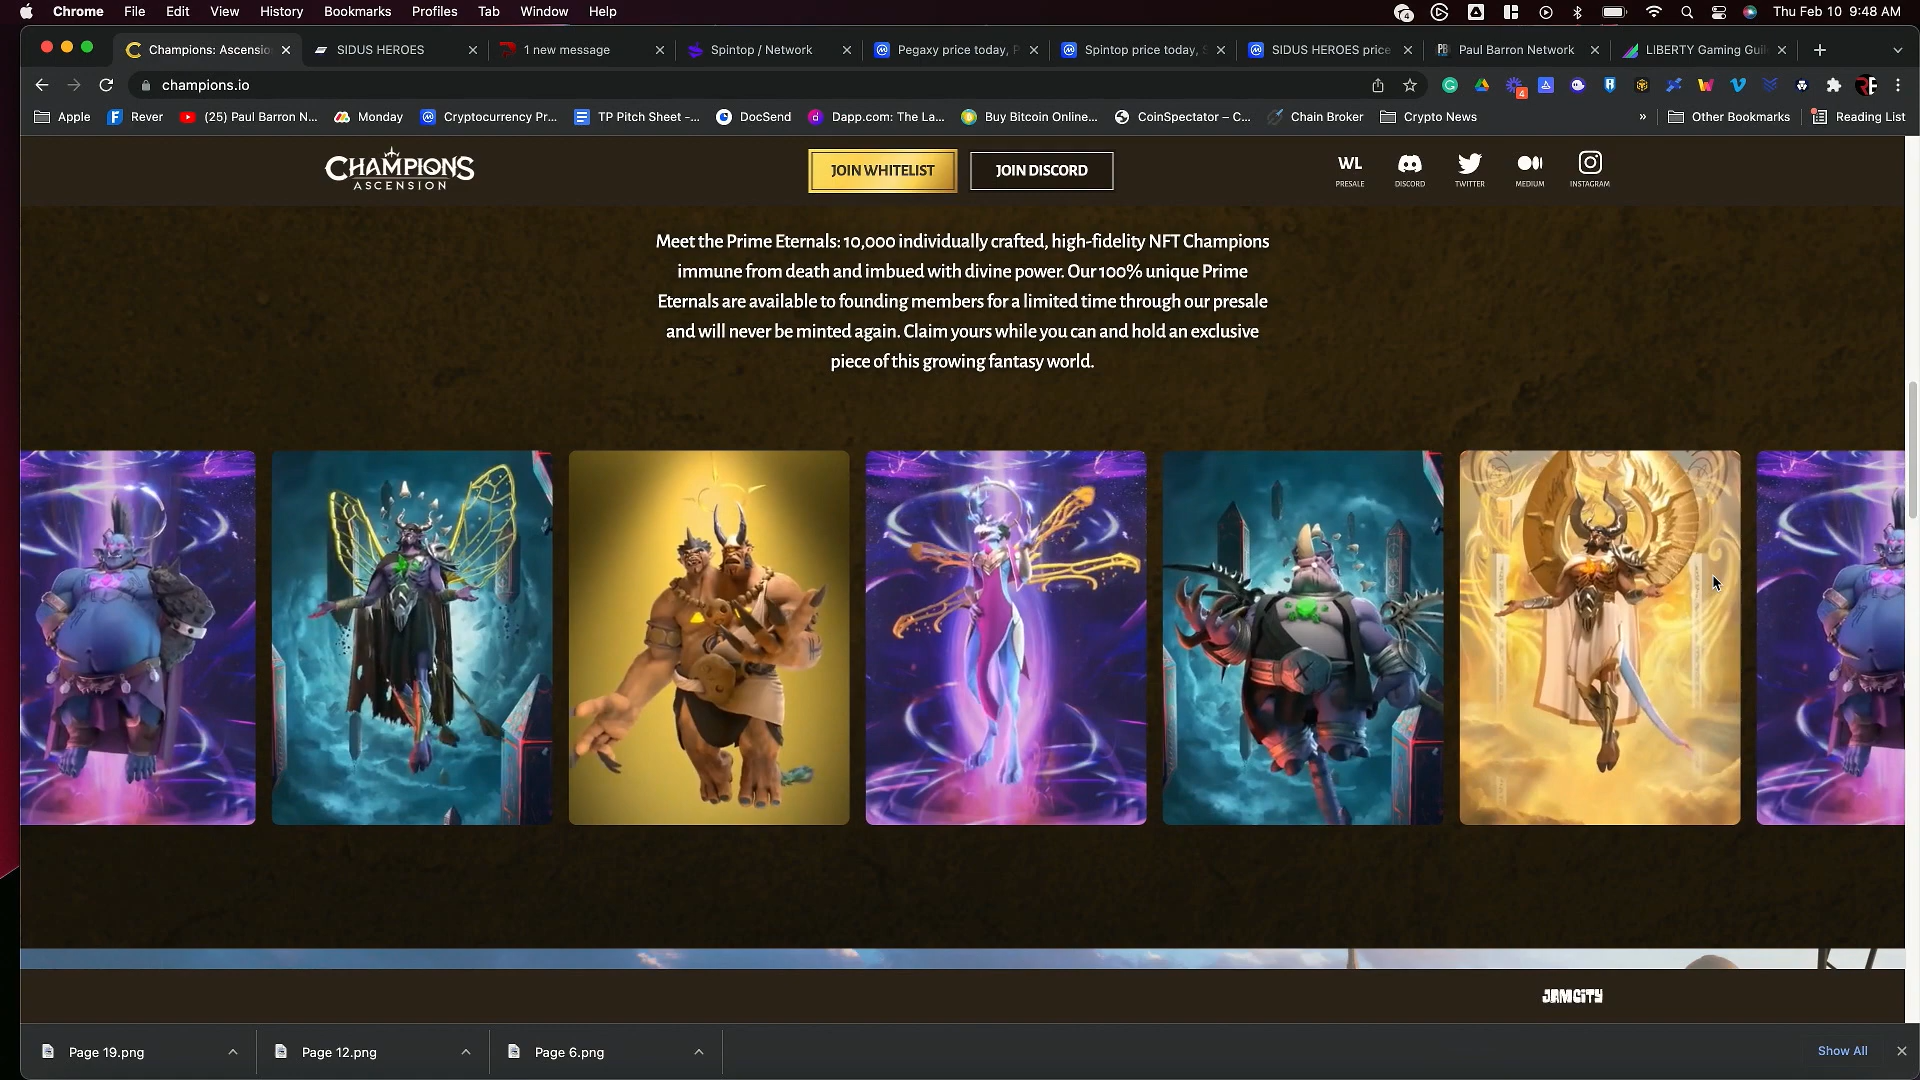 Chrome File Edit View History Bookmarks Profiles Tab Window Help 4 Thu Feb 10 9:48 AM
Champions: Ascensio SIDUS HEROES 1 new message Spintop / Network Pegaxy price today, P Spintop price today, S SIDUS HEROES price Paul Barron Network LIBERTY Gaming Guil
champions.io
Apple Rever (25) Paul Barron N... Monday Cryptocurrency Pr... TP Pitch Sheet -... DocSend Dapp.com: The La... Buy Bitcoin Online... CoinSpectator – C... Chain Broker Crypto News » Other Bookmarks Reading List
CHAMPIONS
ASCENSION
JOIN WHITELIST JOIN DISCORD
WL
PRESALE DISCORD TWITTER MEDIUM INSTAGRAM
Meet the Prime Eternals: 10,000 individually crafted, high-fidelity NFT Champions
immune from death and imbued with divine power. Our 100% unique Prime
Eternals are available to founding members for a limited time through our presale
and will never be minted again. Claim yours while you can and hold an exclusive
piece of this growing fantasy world.
JAMCITY
Page 19.png Page 12.png Page 6.png Show All